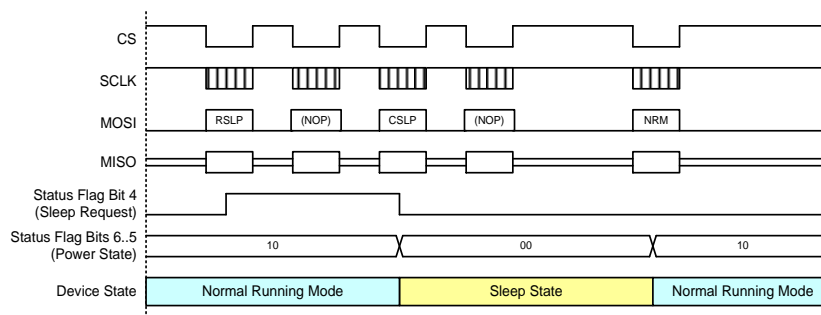 CS
SCLK
MOSI
RSLP
(NOP)
CSLP
(NOP)
NRM
MISO
Status Flag Bit 4
(Sleep Request)
Status Flag Bits 6..5
(Power State)
10
00
10
Device State
Normal Running Mode
Sleep State
Normal Running Mode